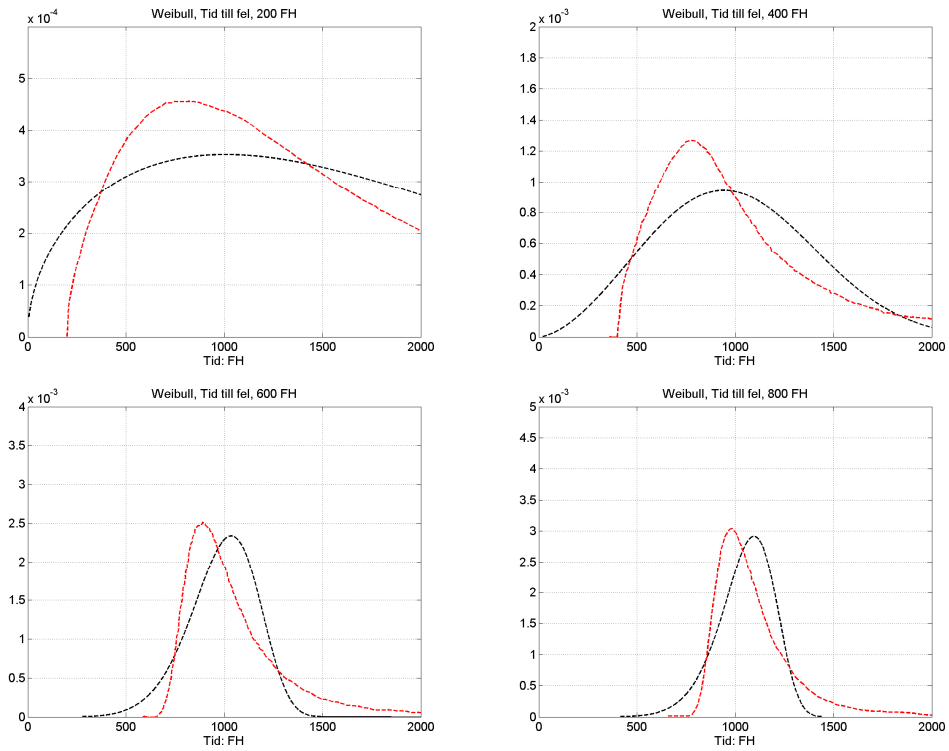 Weibull, Tid till fel, 200 FH
x 10-4
5
4
3
2
1
0
0 500 1000 1500 2000
Tid: FH
Weibull, Tid till fel, 400 FH
x 10-3
2
1.8
1.6
1.4
1.2
1
0.8
0.6
0.4
0.2
0
0 500 1000 1500 2000
Tid: FH
Weibull, Tid till fel, 600 FH
x 10-3
4
3.5
3
2.5
2
1.5
1
0.5
0
0 500 1000 1500 2000
Tid: FH
Weibull, Tid till fel, 800 FH
x 10-3
5
4.5
4
3.5
3
2.5
2
1.5
1
0.5
0
0 500 1000 1500 2000
Tid: FH